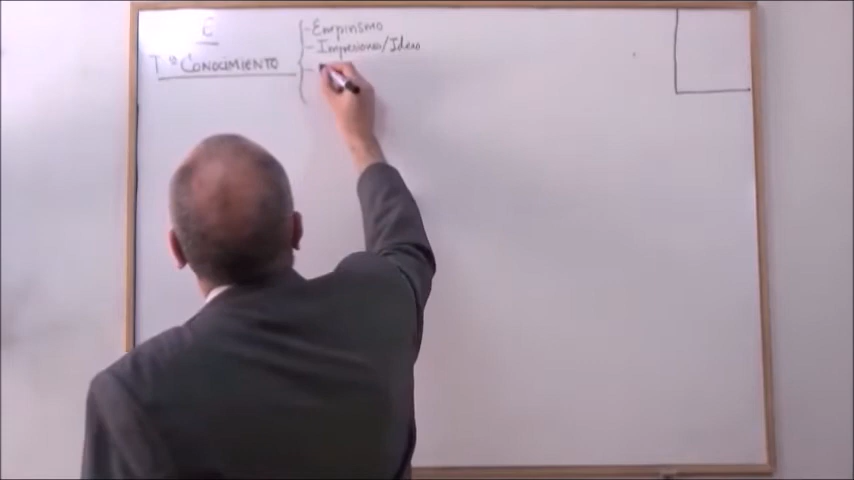 E
Tº CONOCIMIENTO
- Empirismo
- Impresiones/Ideas
-